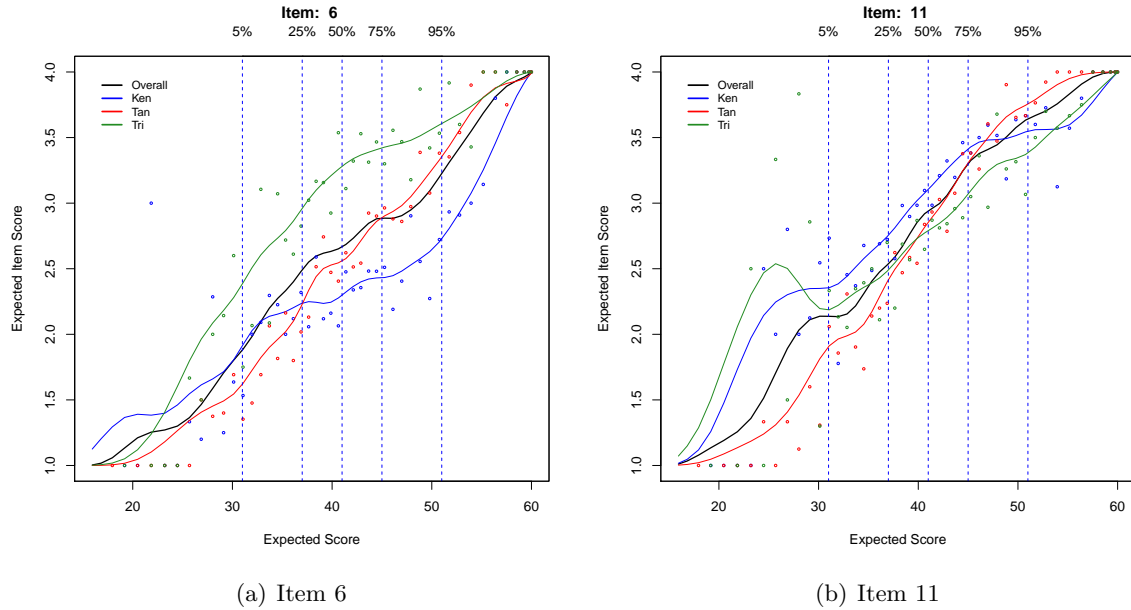 Item: 6
5% 25% 50% 75% 95%
4.0
3.5
3.0
2.5
2.0
1.5
1.0
Expected Item Score
Overall
Ken
Tan
Tri
20 30 40 50 60
Expected Score
(a) Item 6
Item: 11
5% 25% 50% 75% 95%
4.0
3.5
3.0
2.5
2.0
1.5
1.0
Expected Item Score
Overall
Ken
Tan
Tri
20 30 40 50 60
Expected Score
(b) Item 11